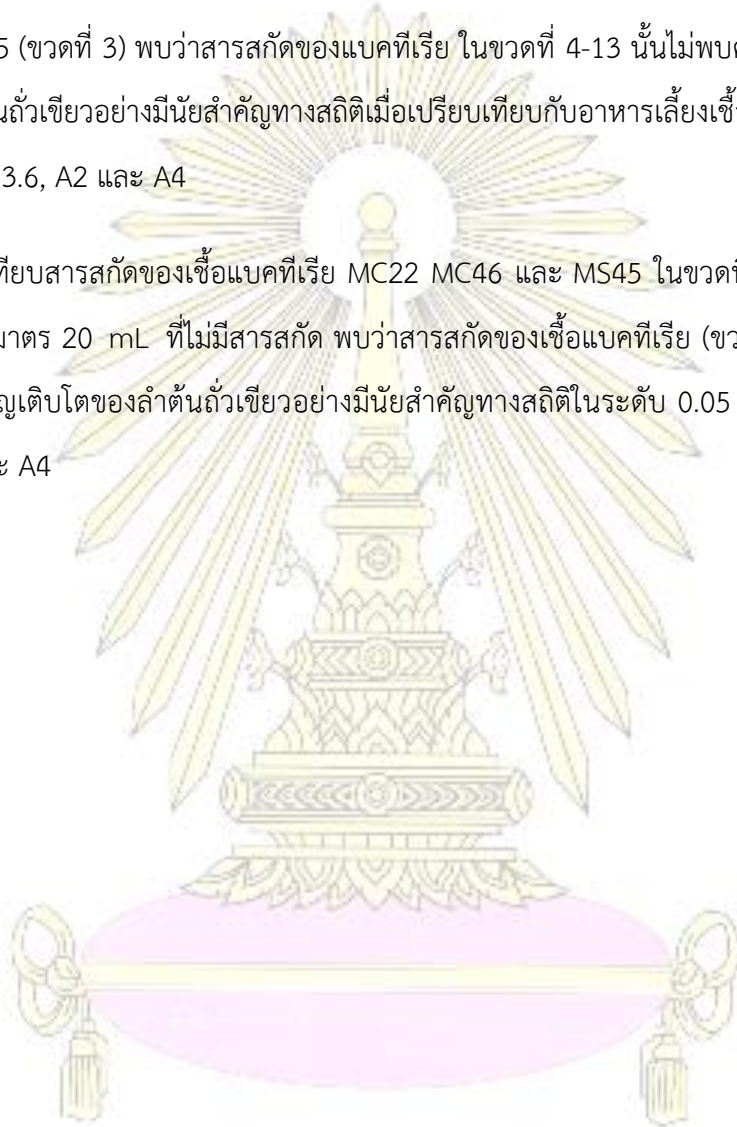 5 (ขวดที่ 3) พบว่าสารสกัดของแบคทีเรีย ในขวดที่ 4-13 นั้นไม่พบ
ถั่วเขียวอย่างมีนัยสำคัญทางสถิติเมื่อเปรียบเทียบกับอาหารเลี้ยงเชื้อ
3.6, A2 และ A4
ทียบสารสกัดของเชื้อแบคทีเรีย MC22 MC46 และ MS45 ในขวด
มาตร 20 mL ที่ไม่มีสารสกัด พบว่าสารสกัดของเชื้อแบคทีเรีย (ขว
ญเติบโตของลำต้นถั่วเขียวอย่างมีนัยสำคัญทางสถิติในระดับ 0.05
A4